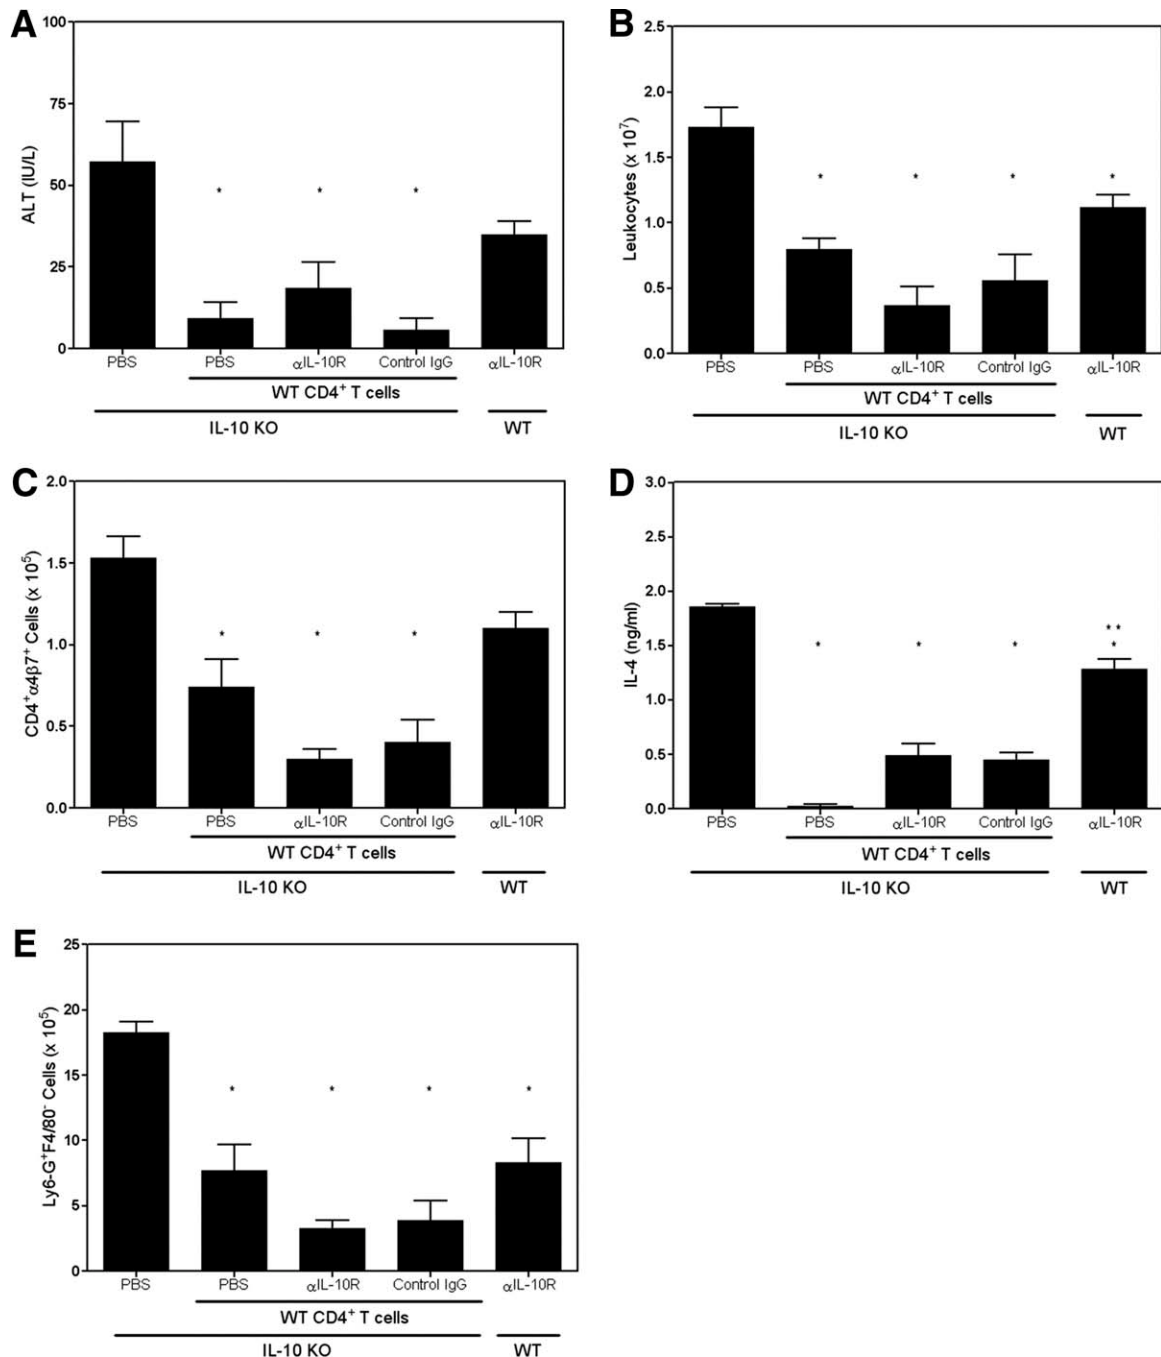 A
ALT (IU/L)
100
75
50
25
0
* * *
PBS PBS αIL-10R Control IgG αIL-10R
WT CD4⁺ T cells
IL-10 KO WT
B
Leukocytes (x 10⁷)
2.5
2.0
1.5
1.0
0.5
0.0
* * * *
PBS PBS αIL-10R Control IgG αIL-10R
WT CD4⁺ T cells
IL-10 KO WT
C
CD4⁺α4β7⁺ Cells (x 10⁵)
2.0
1.5
1.0
0.5
0.0
* * *
PBS PBS αIL-10R Control IgG αIL-10R
WT CD4⁺ T cells
IL-10 KO WT
D
IL-4 (ng/ml)
3.0
2.5
2.0
1.5
1.0
0.5
0.0
**
* * * *
PBS PBS αIL-10R Control IgG αIL-10R
WT CD4⁺ T cells
IL-10 KO WT
E
Ly6-G⁺F4/80⁻ Cells (x 10⁵)
25
20
15
10
5
0
* * * *
PBS PBS αIL-10R Control IgG αIL-10R
WT CD4⁺ T cells
IL-10 KO WT